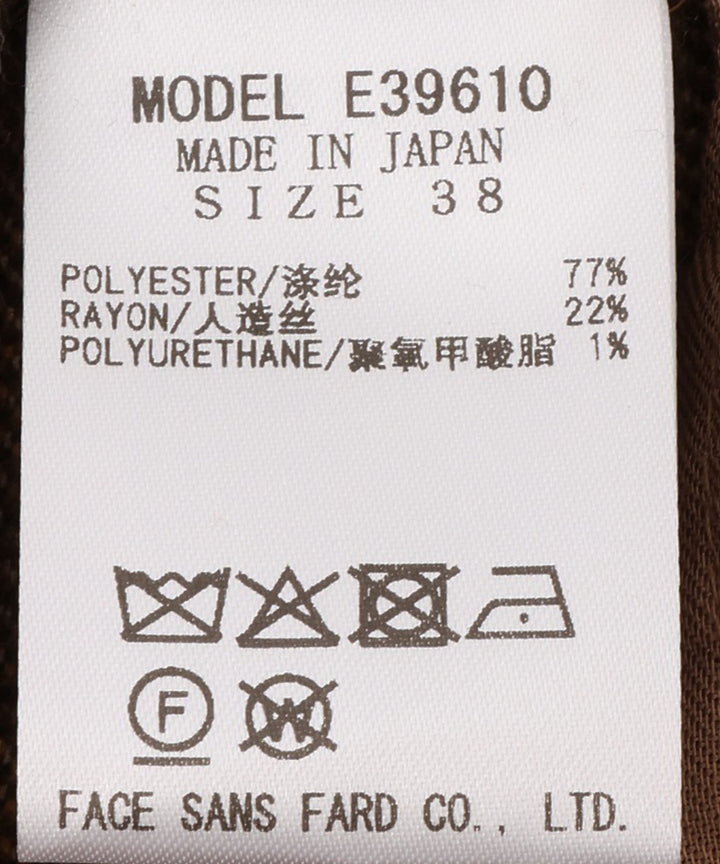 MODEL E39610
MADE IN JAPAN
SIZE 38
POLYESTER/涤纶 77%
RAYON/人造丝 22%
POLYURETHANE/聚氧甲酸脂 1%
F W
FACE SANS FARD CO., LTD.